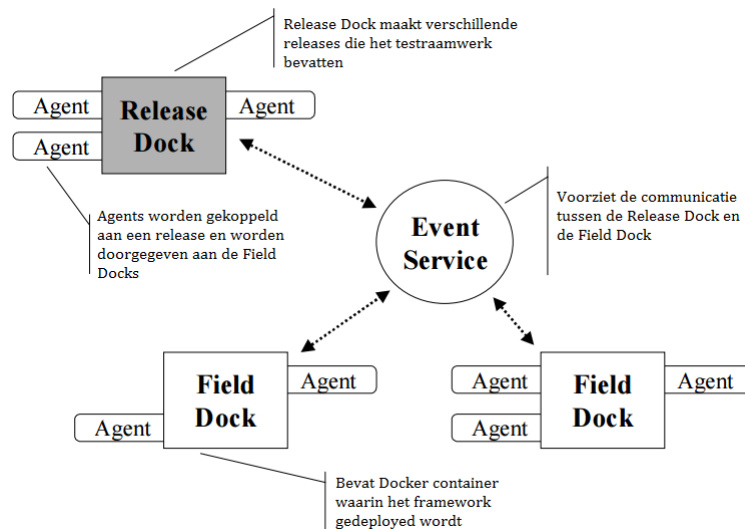 Release Dock maakt verschillende
releases die het testraamwerk
bevatten
Agent
Release
Dock
Agent
Agent
Agents worden gekoppeld
aan een release en worden
doorgegeven aan de Field
Docks
Event
Service
Voorziet de communicatie
tussen de Release Dock en
de Field Dock
Field
Dock
Agent
Agent
Agent
Field
Dock
Agent
Agent
Bevat Docker container
waarin het framework
gedeployed wordt